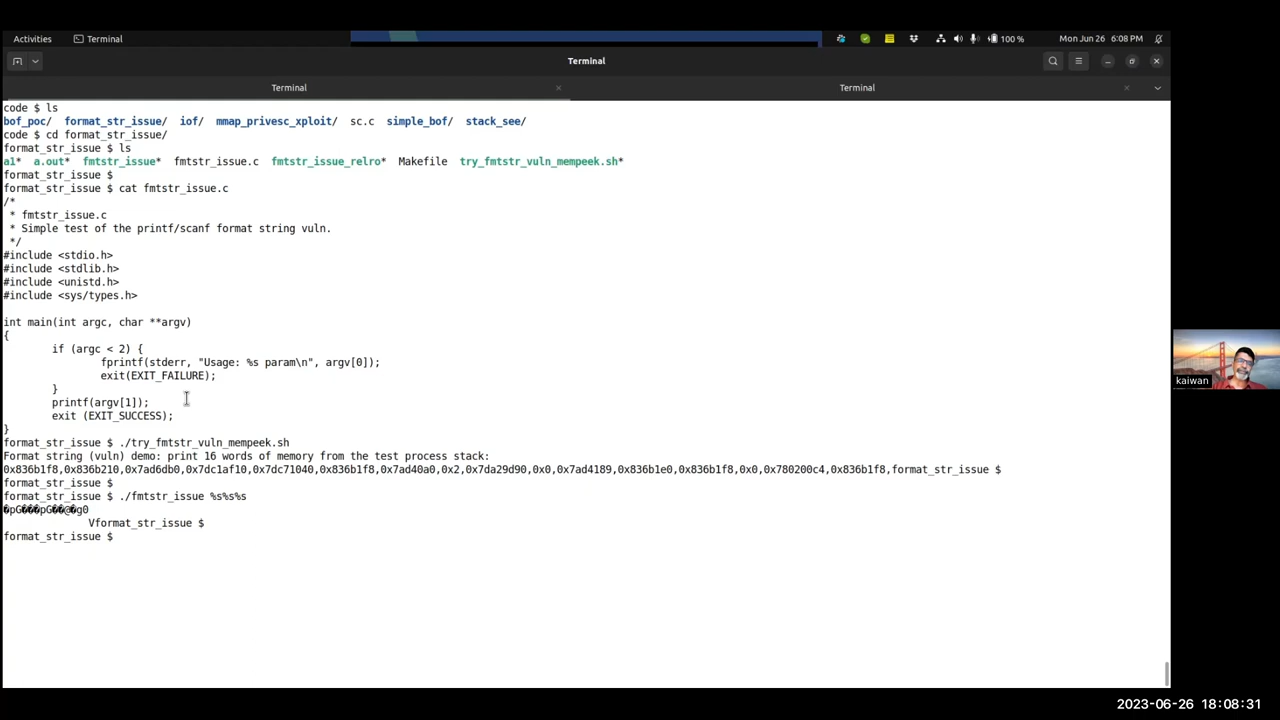 Activities Terminal 100 % Mon Jun 26 6:08 PM
Terminal
Terminal Terminal
code $ ls
bof_poc/ format_str_issue/ iof/ mmap_privesc_xploit/ sc.c simple_bof/ stack_see/
code $ cd format_str_issue/
format_str_issue $ ls
a1* a.out* fmtstr_issue* fmtstr_issue.c fmtstr_issue_relro* Makefile try_fmtstr_vuln_mempeek.sh*
format_str_issue $
format_str_issue $ cat fmtstr_issue.c
/*
 * fmtstr_issue.c
 * Simple test of the printf/scanf format string vuln.
 */
#include <stdio.h>
#include <stdlib.h>
#include <unistd.h>
#include <sys/types.h>
int main(int argc, char **argv)
{
if (argc < 2) {
fprintf(stderr, "Usage: %s param\n", argv[0]);
exit(EXIT_FAILURE);
}
printf(argv[1]);
exit (EXIT_SUCCESS);
}
format_str_issue $ ./try_fmtstr_vuln_mempeek.sh
Format string (vuln) demo: print 16 words of memory from the test process stack:
0x836b1f8,0x836b210,0x7ad6db0,0x7dc1af10,0x7dc71040,0x836b1f8,0x7ad40a0,0x2,0x7da29d90,0x0,0x7ad4189,0x836b1e0,0x836b1f8,0x0,0x780200c4,0x836b1f8,format_str_issue $
format_str_issue $
format_str_issue $ ./fmtstr_issue %s%s%s
�pG���pG��@�g0
Vformat_str_issue $
format_str_issue $
kaiwan
2023-06-26 18:08:31